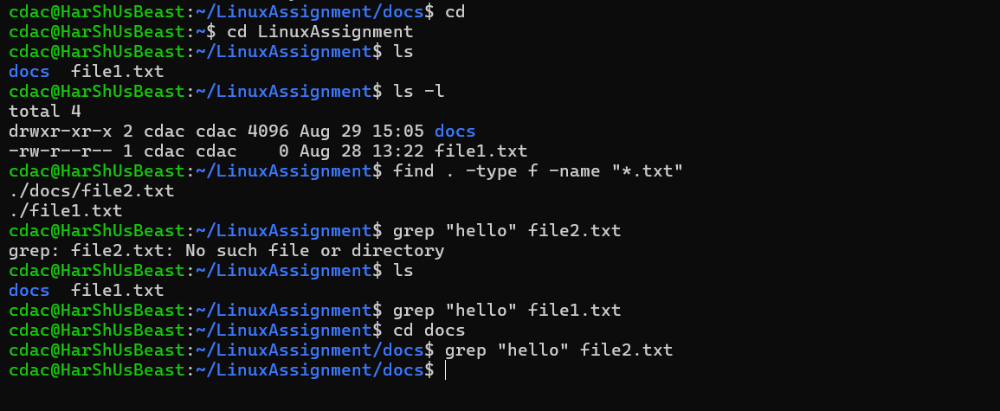 cdac@HarShUsBeast:~/LinuxAssignment/docs$ cd
cdac@HarShUsBeast:~$ cd LinuxAssignment
cdac@HarShUsBeast:~/LinuxAssignment$ ls
docs  file1.txt
cdac@HarShUsBeast:~/LinuxAssignment$ ls -l
total 4
drwxr-xr-x 2 cdac cdac 4096 Aug 29 15:05 docs
-rw-r--r-- 1 cdac cdac    0 Aug 28 13:22 file1.txt
cdac@HarShUsBeast:~/LinuxAssignment$ find . -type f -name "*.txt"
./docs/file2.txt
./file1.txt
cdac@HarShUsBeast:~/LinuxAssignment$ grep "hello" file2.txt
grep: file2.txt: No such file or directory
cdac@HarShUsBeast:~/LinuxAssignment$ ls
docs  file1.txt
cdac@HarShUsBeast:~/LinuxAssignment$ grep "hello" file1.txt
cdac@HarShUsBeast:~/LinuxAssignment$ cd docs
cdac@HarShUsBeast:~/LinuxAssignment/docs$ grep "hello" file2.txt
cdac@HarShUsBeast:~/LinuxAssignment/docs$